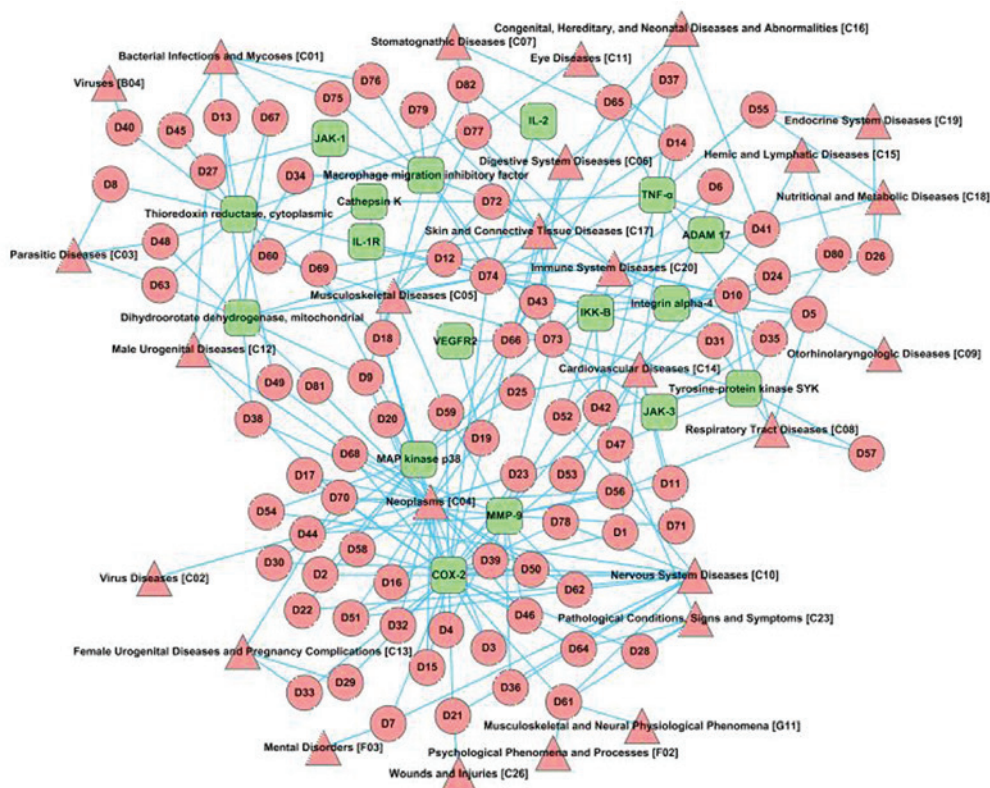 Congenital, Hereditary, and Neonatal Diseases and Abnormalities [C16]
Stomatognathic Diseases [C07]
Bacterial Infections and Mycoses [C01]
Eye Diseases [C11]
Viruses [B04]
D76
D82
D37
D75
D65
D79
D55
D40
D45
D13
D67
IL-2
Endocrine System Diseases [C19]
D77
JAK-1
D14
Hemic and Lymphatic Diseases [C15]
Digestive System Diseases [C06]
D27
D34
Macrophage migration inhibitory factor
D8
D6
TNF-α
Nutritional and Metabolic Diseases [C18]
Cathepsin K
D72
Thioredoxin reductase, cytoplasmic
Skin and Connective Tissue Diseases [C17]
ADAM 17
D41
D48
IL-1R
Parasitic Diseases [C03]
D60
D12
D80
D26
D69
Immune System Diseases [C20]
D74
D24
D63
Musculoskeletal Diseases [C05]
D43
Integrin alpha-4
D10
Dihydroorotate dehydrogenase, mitochondrial
IKK-B
D5
D18
VEGFR2
D66
D73
D31
D35
Male Urogenital Diseases [C12]
Otorhinolaryngologic Diseases [C09]
Cardiovascular Diseases [C14]
D49
D81
D9
Tyrosine-protein kinase SYK
D25
D38
D20
D59
D52
D42
JAK-3
Respiratory Tract Diseases [C08]
D19
D47
D68
MAP kinase p38
D57
D17
D23
D53
D11
D70
Neoplasms [C04]
D56
D54
MMP-9
D78
D71
D44
D1
D58
D39
D30
D50
Virus Diseases [C02]
D2
D16
COX-2
Nervous System Diseases [C10]
D62
D22
D51
D32
D46
Pathological Conditions, Signs and Symptoms [C23]
D4
D3
D64
D28
Female Urogenital Diseases and Pregnancy Complications [C13]
D15
D29
D33
D36
D61
D7
D21
Musculoskeletal and Neural Physiological Phenomena [G11]
Mental Disorders [F03]
Psychological Phenomena and Processes [F02]
Wounds and Injuries [C26]